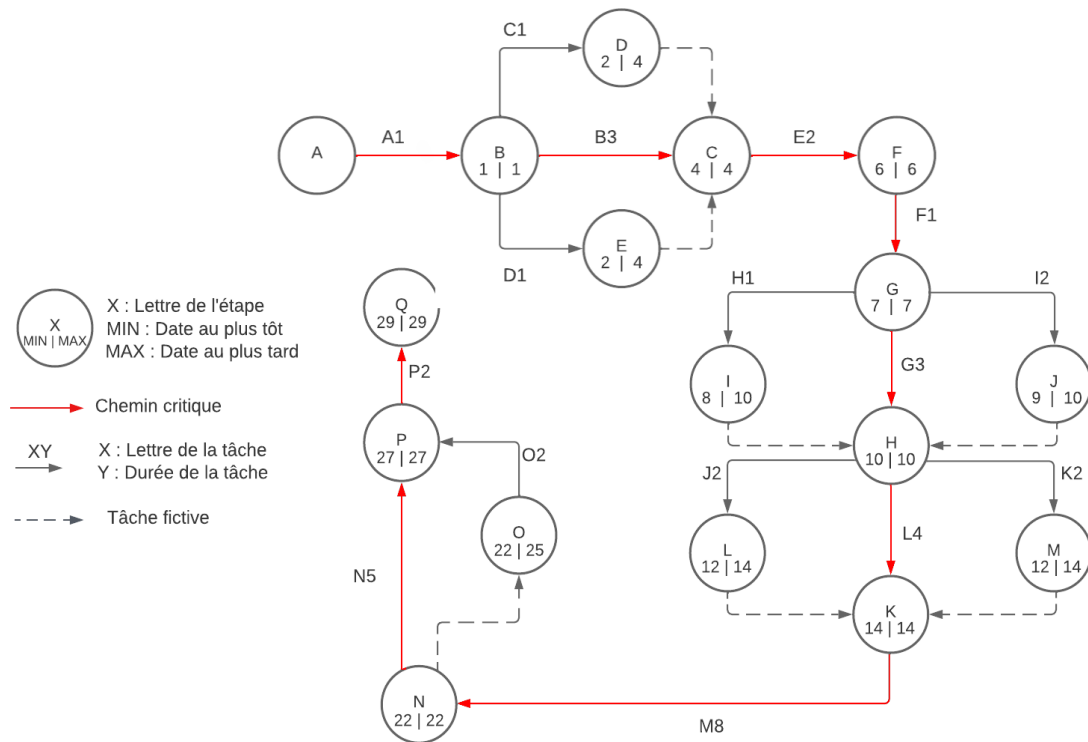 C1
D
2 | 4
A
A1
B
1 | 1
B3
C
4 | 4
E2
F
6 | 6
D1
E
2 | 4
F1
H1
G
7 | 7
I2
G3
I
8 | 10
J
9 | 10
H
10 | 10
J2
K2
L4
L
12 | 14
M
12 | 14
K
14 | 14
M8
N
22 | 22
N5
O
22 | 25
O2
P
27 | 27
P2
Q
29 | 29
X
MIN | MAX
X : Lettre de l'étape
MIN : Date au plus tôt
MAX : Date au plus tard
Chemin critique
XY
X : Lettre de la tâche
Y : Durée de la tâche
Tâche fictive